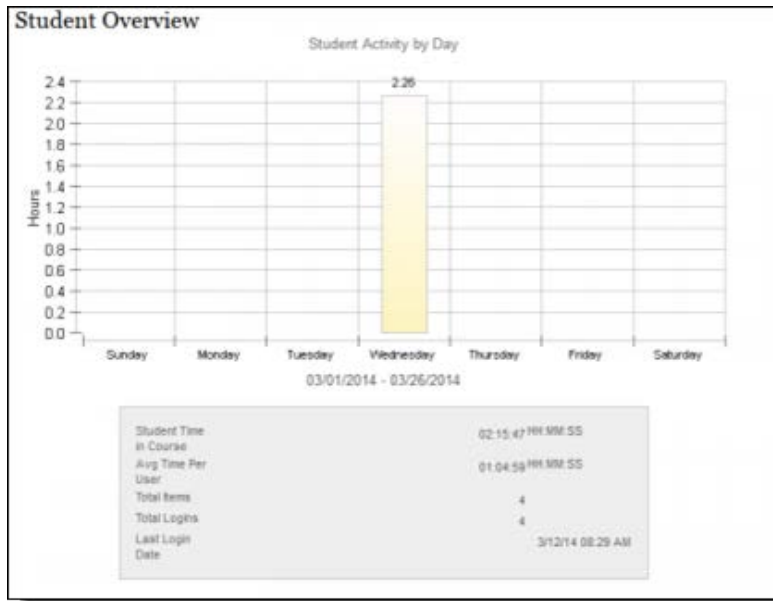 Student Overview
Student Activity by Day
2.4
2.26
2.2
2.0
1.8
1.6
1.4
1.2
1.0
0.8
0.6
0.4
0.2
0.0
Hours
Sunday Monday Tuesday Wednesday Thursday Friday Saturday
03/01/2014 - 03/26/2014
Student Time
in Course
02:15:47 HH:MM:SS
Avg Time Per
User
01:04:59 HH:MM:SS
Total Items 4
Total Logins 4
Last Login
Date
3/12/14 08:29 AM